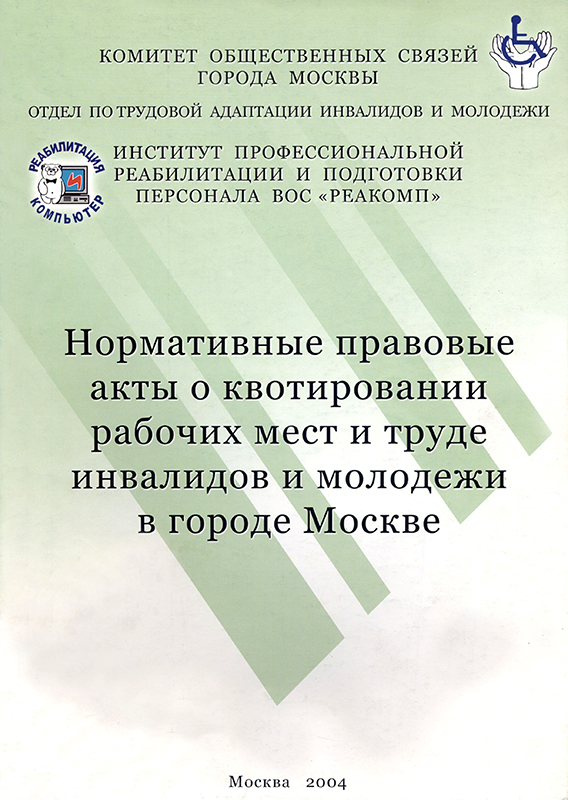 КОМИТЕТ ОБЩЕСТВЕННЫХ СВЯЗЕЙ
ГОРОДА МОСКВЫ
ОТДЕЛ ПО ТРУДОВОЙ АДАПТАЦИИ ИНВАЛИДОВ И МОЛОДЕЖИ
РЕАБИЛИТАЦИЯ
КОМПЬЮТЕР
ИНСТИТУТ ПРОФЕССИОНАЛЬНОЙ
РЕАБИЛИТАЦИИ И ПОДГОТОВКИ
ПЕРСОНАЛА ВОС «РЕАКОМП»
Нормативные правовые
акты о квотировании
рабочих мест и труде
инвалидов и молодежи
в городе Москве
Москва 2004